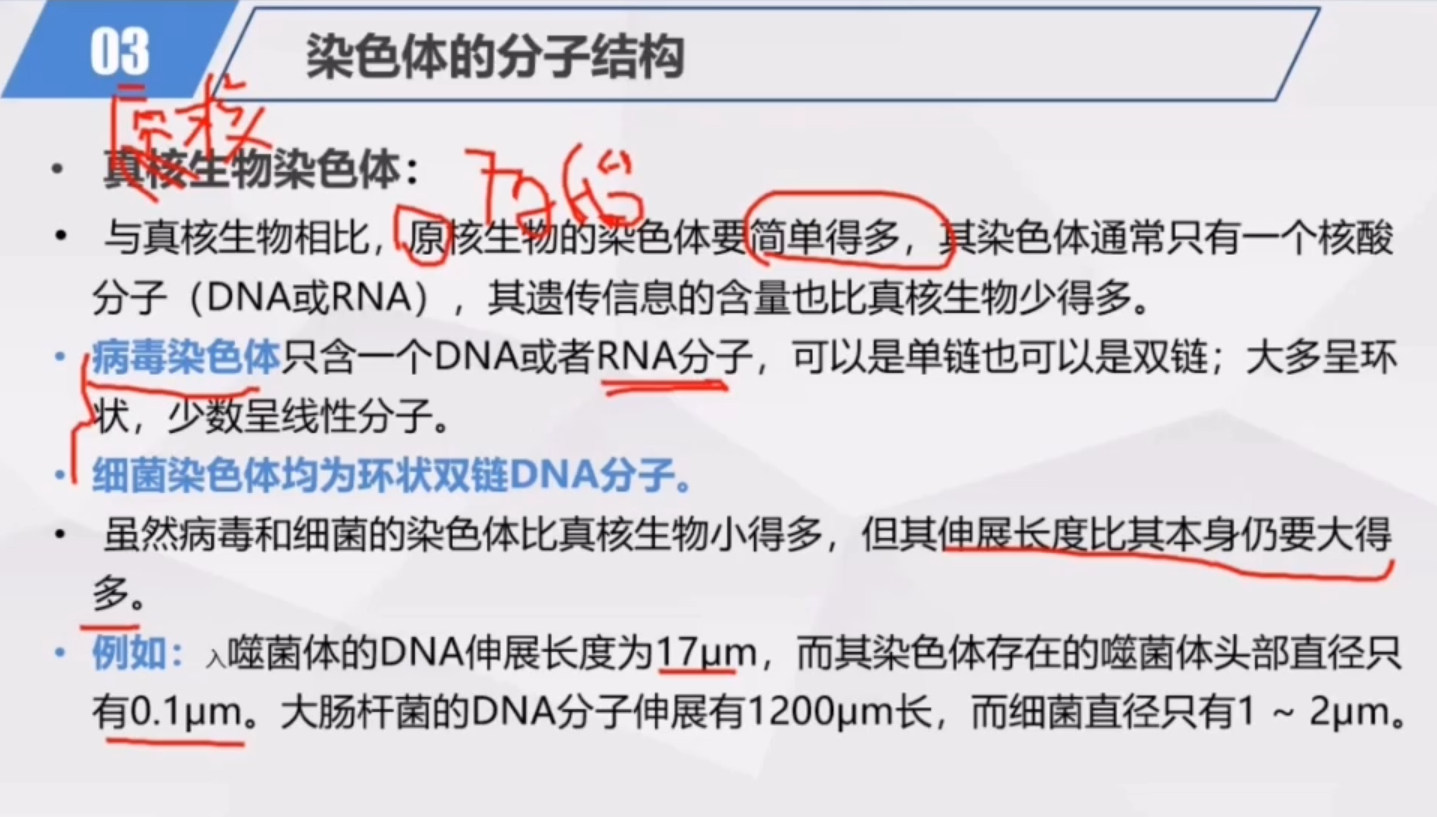 03
染色体的分子结构
原核
• 真核生物染色体：
• 与真核生物相比，原核生物的染色体要简单得多，其染色体通常只有一个核酸
分子（DNA或RNA），其遗传信息的含量也比真核生物少得多。
• 病毒染色体只含一个DNA或者RNA分子，可以是单链也可以是双链；大多呈环
状，少数呈线性分子。
• 细菌染色体均为环状双链DNA分子。
• 虽然病毒和细菌的染色体比真核生物小得多，但其伸展长度比其本身仍要大得
多。
• 例如：入噬菌体的DNA伸展长度为17μm，而其染色体存在的噬菌体头部直径只
有0.1μm。大肠杆菌的DNA分子伸展有1200μm长，而细菌直径只有1 ~ 2μm。